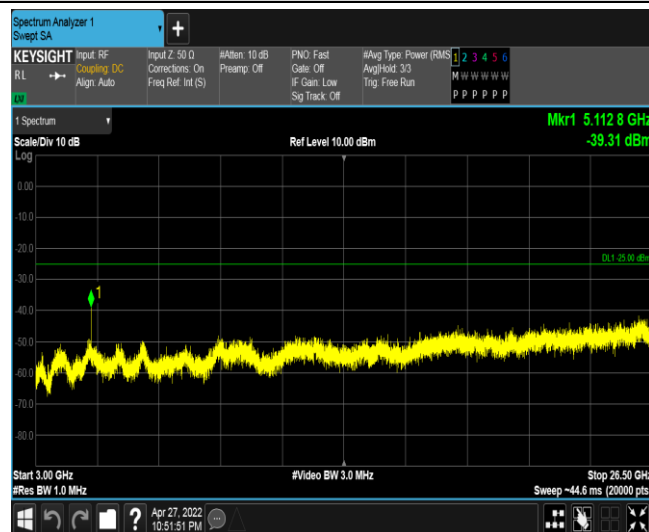 Spectrum Analyzer 1
Swept SA
+
KEYSIGHT
RL
Input: RF
Coupling: DC
Align: Auto
Input Z: 50 Ω
Corrections: On
Freq Ref: Int (S)
#Atten: 10 dB
Preamp: Off
PNO: Fast
Gate: Off
IF Gain: Low
Sig Track: Off
#Avg Type: Power (RMS
Avg|Hold: 3/3
Trig: Free Run
1 2 3 4 5 6
M W W W W W
P P P P P P
1 Spectrum
Scale/Div 10 dB
Log
Ref Level 10.00 dBm
Mkr1 5.112 8 GHz
-39.31 dBm
0.00
-10.0
-20.0
DL1 -25.00 dBm
-30.0
1
-40.0
-50.0
-60.0
-70.0
-80.0
Start 3.00 GHz
#Res BW 1.0 MHz
#Video BW 3.0 MHz
Stop 26.50 GHz
Sweep ~44.6 ms (20000 pts
?
Apr 27, 2022
10:51:51 PM